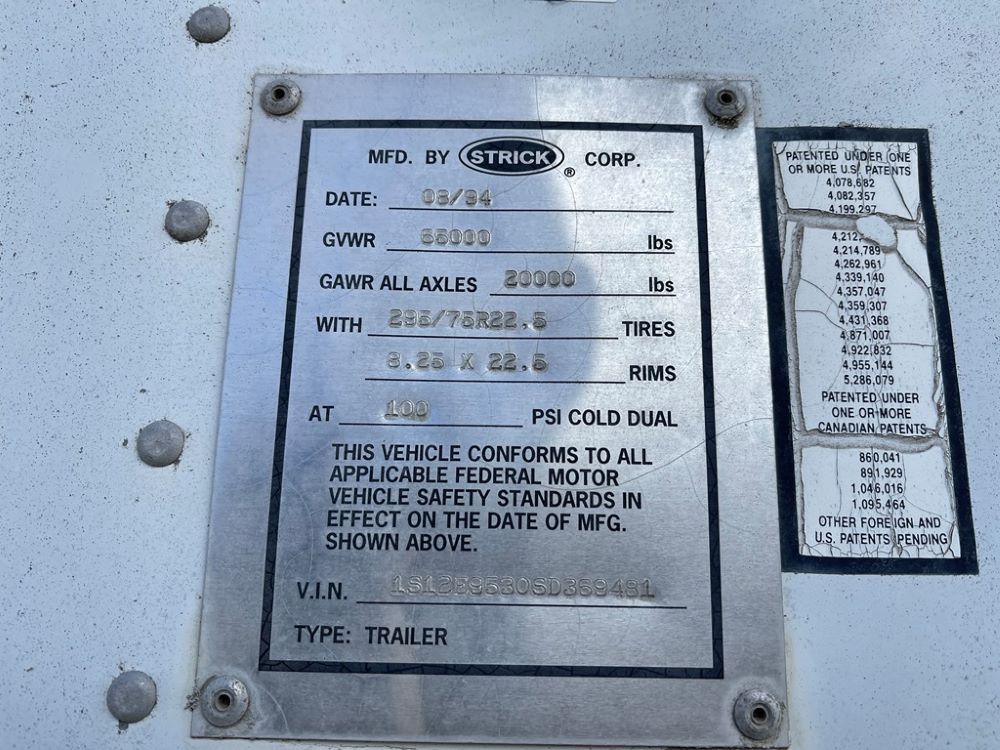 MFD. BY STRICK® CORP.
DATE: 08/94
GVWR 65000 lbs
GAWR ALL AXLES 20000 lbs
WITH 295/75R22.5 TIRES
8.25 X 22.5 RIMS
AT 100 PSI COLD DUAL
THIS VEHICLE CONFORMS TO ALL
APPLICABLE FEDERAL MOTOR
VEHICLE SAFETY STANDARDS IN
EFFECT ON THE DATE OF MFG.
SHOWN ABOVE.
V.I.N. 1S12E9530SD369481
TYPE: TRAILER
PATENTED UNDER ONE
OR MORE U.S. PATENTS
4,078,682
4,082,357
4,199,297
4,214,789
4,262,961
4,339,140
4,357,047
4,359,307
4,431,368
4,871,007
4,922,832
4,955,144
5,286,079
PATENTED UNDER
ONE OR MORE
CANADIAN PATENTS
860,041
891,929
1,046,016
1,095,464
OTHER FOREIGN AND
U.S. PATENTS PENDING